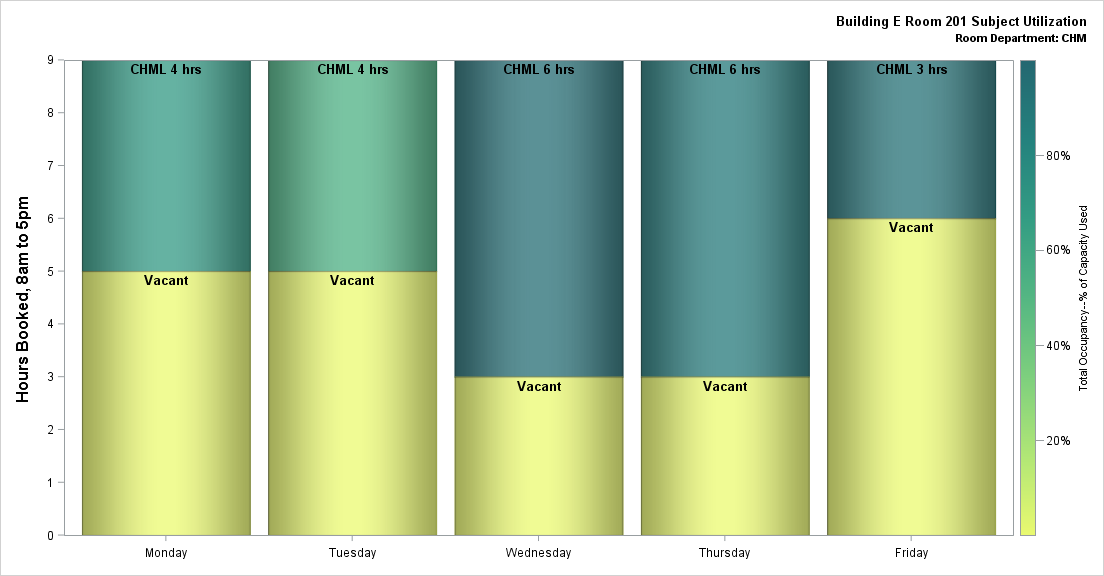 Building E Room 201 Subject Utilization
Room Department: CHM
Hours Booked, 8am to 5pm
9
8
7
6
5
4
3
2
1
0
CHML 4 hrs
Vacant
CHML 4 hrs
Vacant
CHML 6 hrs
Vacant
CHML 6 hrs
Vacant
CHML 3 hrs
Vacant
Monday
Tuesday
Wednesday
Thursday
Friday
80%
60%
40%
20%
Total Occupancy--% of Capacity Used